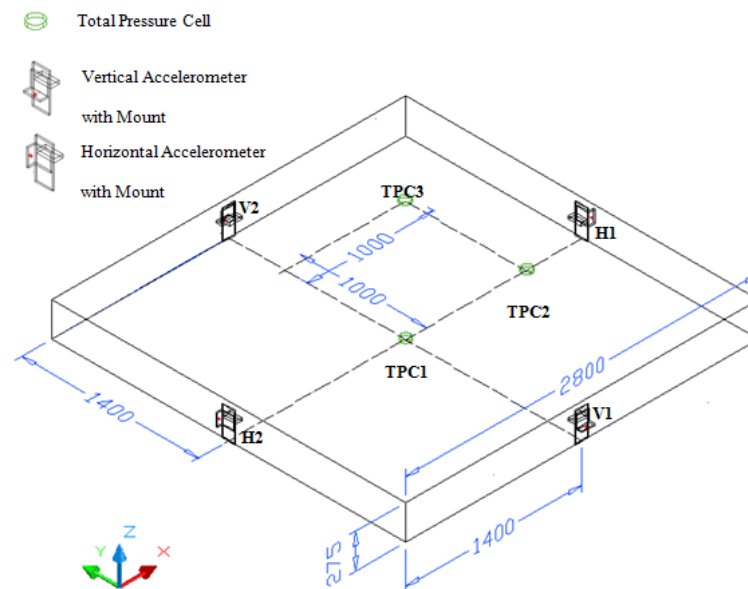 Total Pressure Cell
Vertical Accelerometer
with Mount
Horizontal Accelerometer
with Mount
TPC3
V2
H1
1000
1000
TPC2
TPC1
2800
1400
V1
H2
1400
275
Z
Y
X